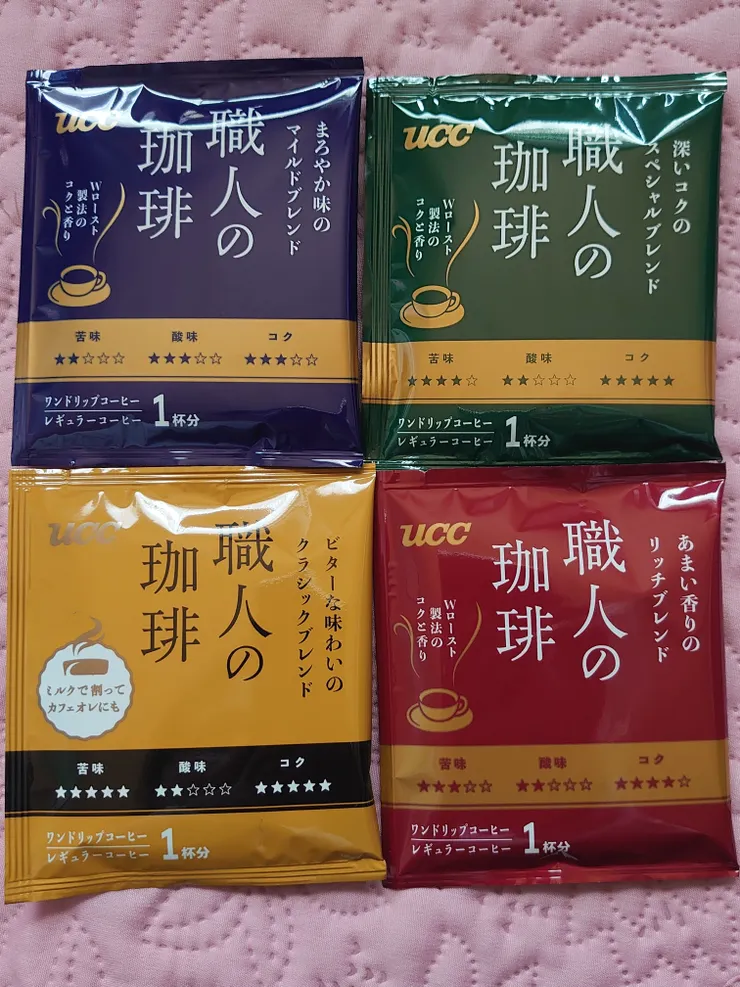 ucc
職人の
珈琲
まろやか味の
マイルドブレンド
Wロースト
製法の
コクと香り
苦味 酸味 コク
★★☆☆☆ ★★★☆☆ ★★★☆☆
ワンドリップコーヒー
レギュラーコーヒー
1杯分
ucc
職人の
珈琲
深いコクの
スペシャルブレンド
Wロースト
製法の
コクと香り
苦味 酸味 コク
★★★★☆ ★★☆☆☆ ★★★★★
ワンドリップコーヒー
レギュラーコーヒー
1杯分
ucc
職人の
珈琲
ビターな味わいの
クラシックブレンド
ミルクで割って
カフェオレにも
苦味 酸味 コク
★★★★★ ★★☆☆☆ ★★★★★
ワンドリップコーヒー
レギュラーコーヒー
1杯分
ucc
職人の
珈琲
あまい香りの
リッチブレンド
Wロースト
製法の
コクと香り
苦味 酸味 コク
★★★☆☆ ★★☆☆☆ ★★★★☆
ワンドリップコーヒー
レギュラーコーヒー
1杯分